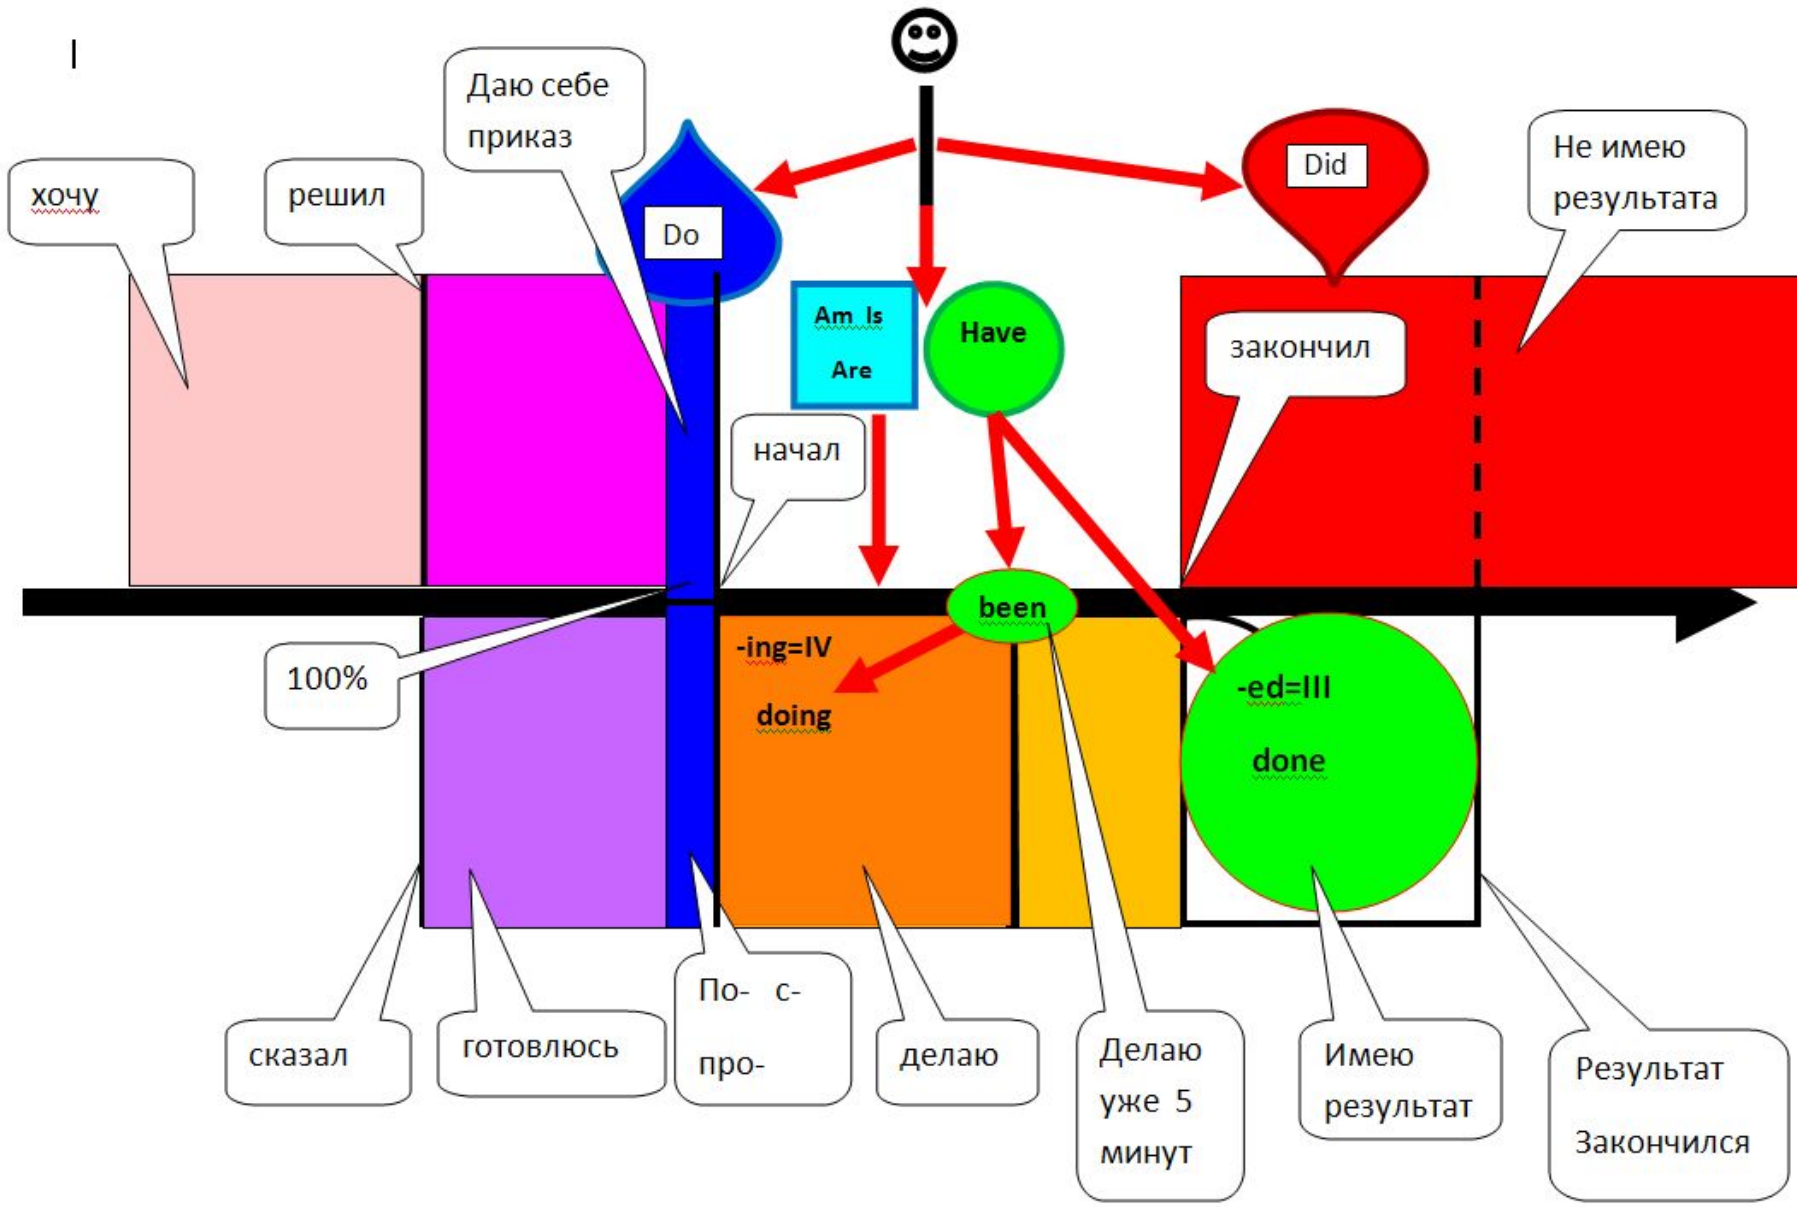 Даю себе
приказ
хочу
решил
Do
Did
Не имею
результата
Am Is
Are
Have
закончил
начал
been
100%
-ing=IV
doing
-ed=III
done
сказал
готовлюсь
По- с-
про-
делаю
Делаю
уже 5
минут
Имею
результат
Результат
Закончился